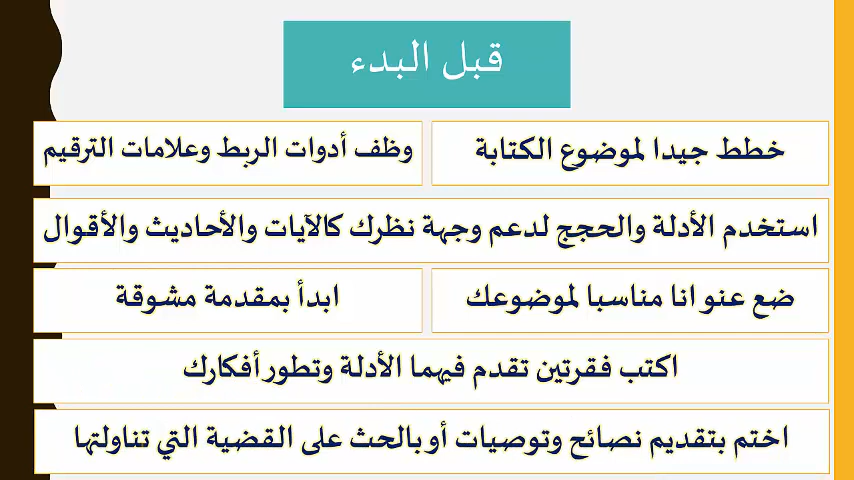 قبل البدء
خطط جيدا لموضوع الكتابة
وظف أدوات الربط وعلامات الترقيم
استخدم الأدلة والحجج لدعم وجهة نظرك كالآيات والأحاديث والأقوال
ضع عنوانا مناسبا لموضوعك
ابدأ بمقدمة مشوقة
اكتب فقرتين تقدم فيهما الأدلة وتطور أفكارك
اختم بتقديم نصائح وتوصيات أو بالحث على القضية التي تناولتها